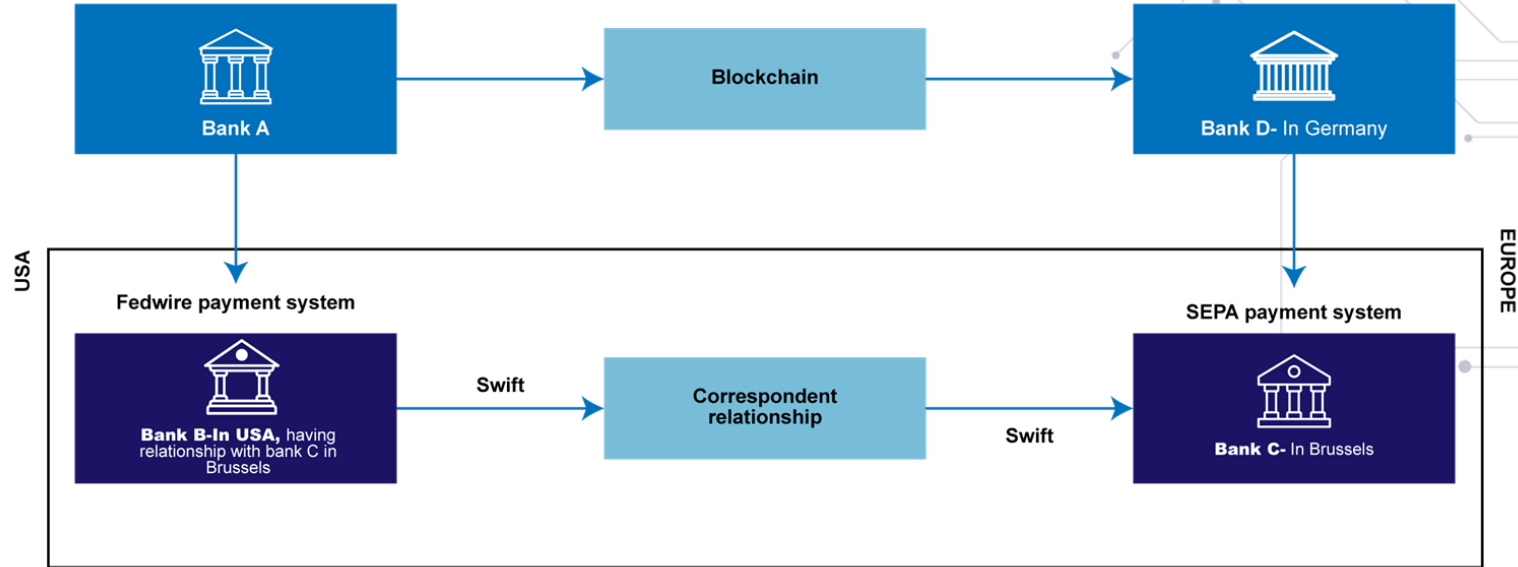 Bank A
Blockchain
Bank D- In Germany
USA
EUROPE
Fedwire payment system
SEPA payment system
Bank B-In USA, having
relationship with bank C in
Brussels
Swift
Correspondent
relationship
Swift
Bank C- In Brussels